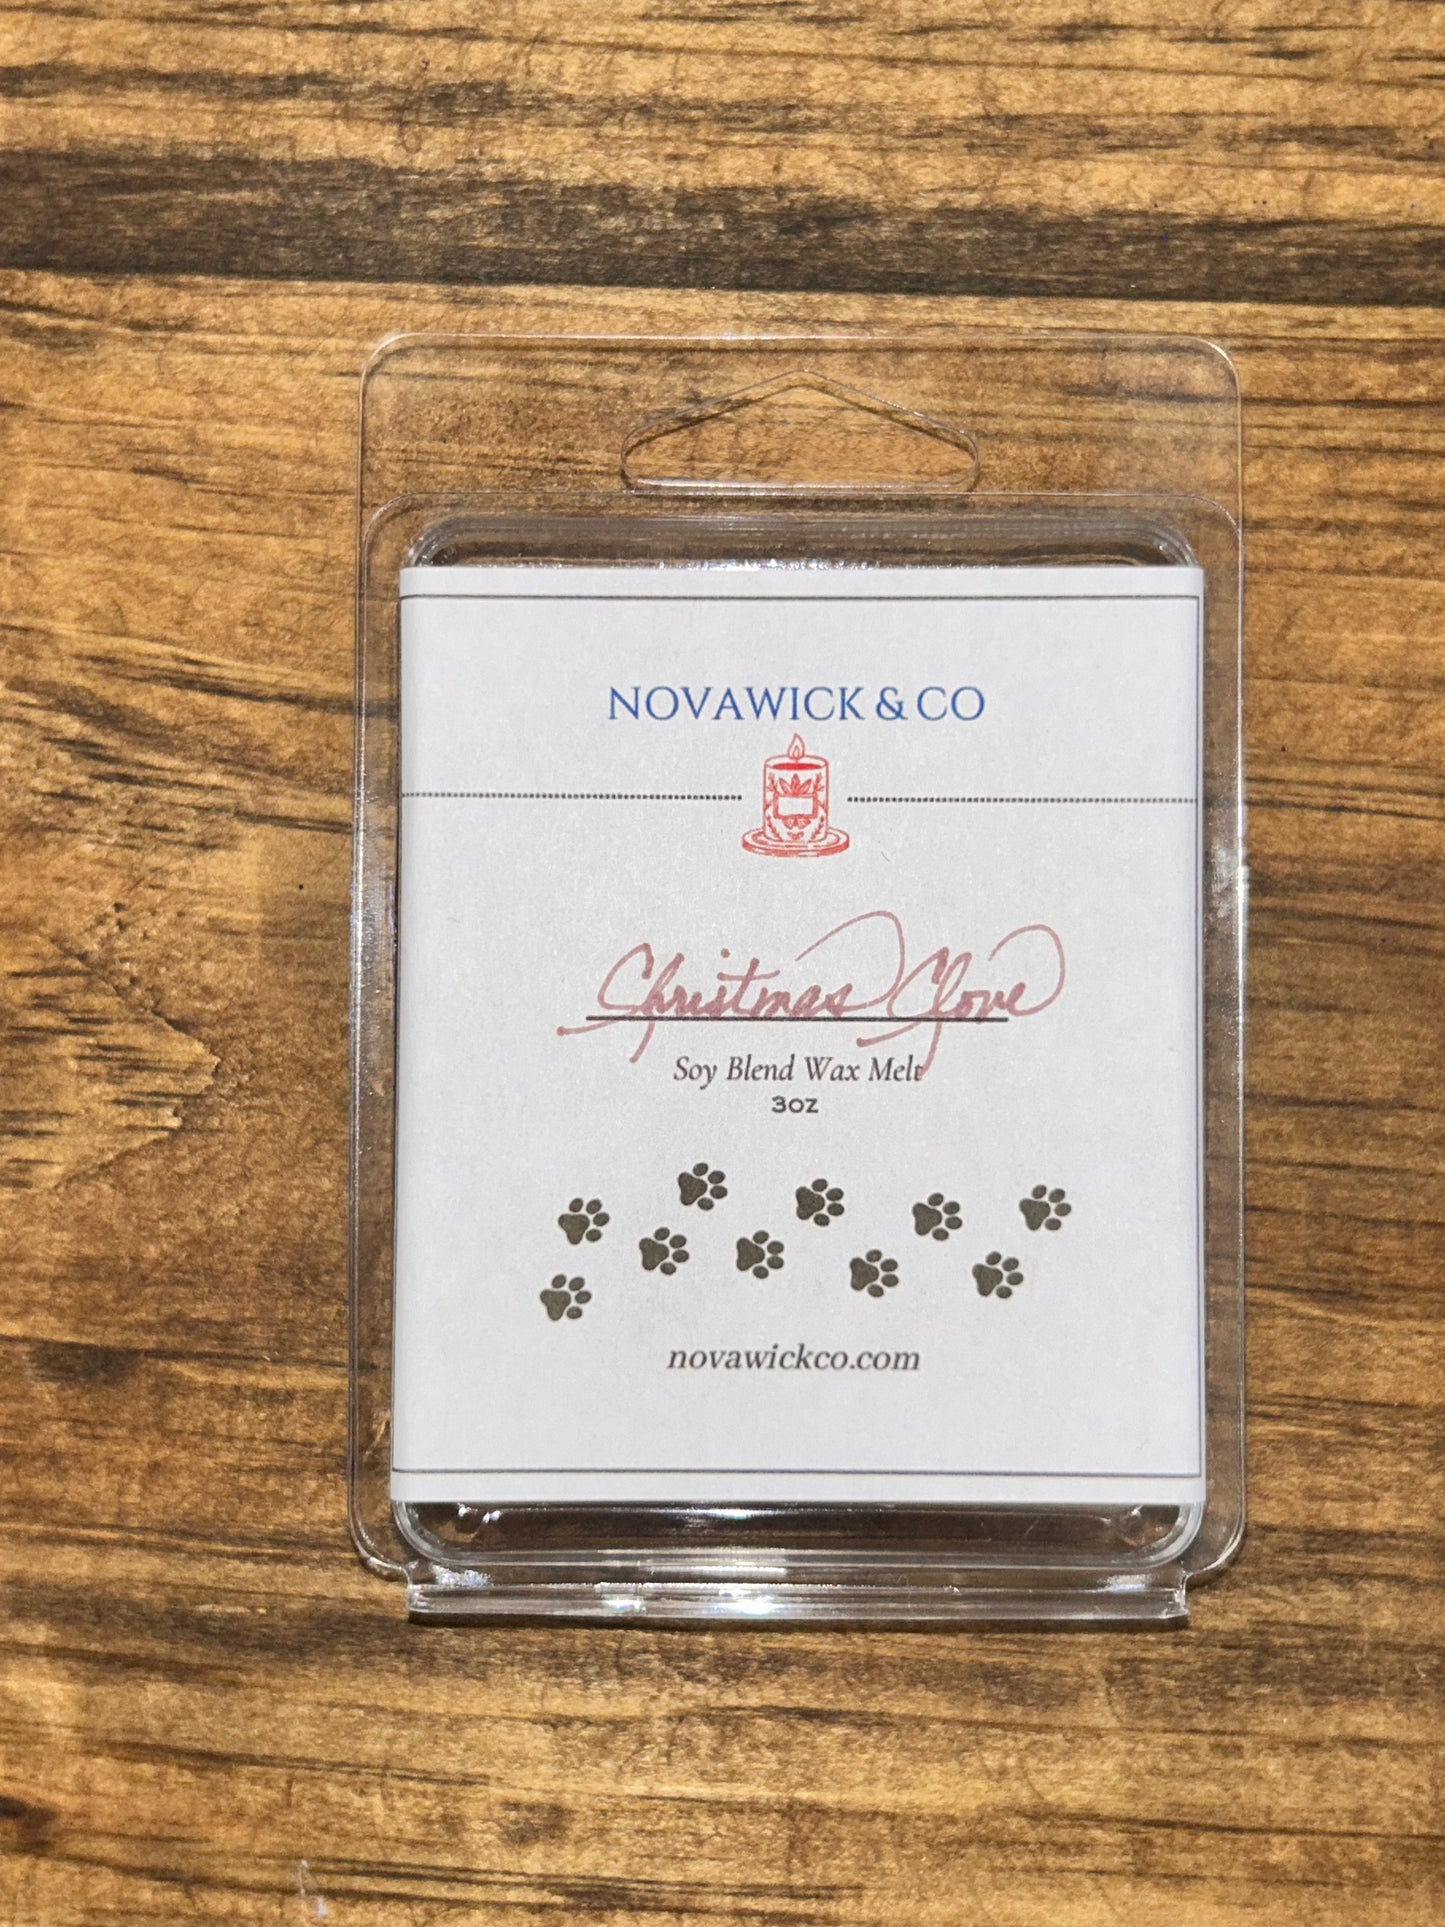 NOVAWICK & CO
Christmas Clove
Soy Blend Wax Melt
3oz
novawickco.com